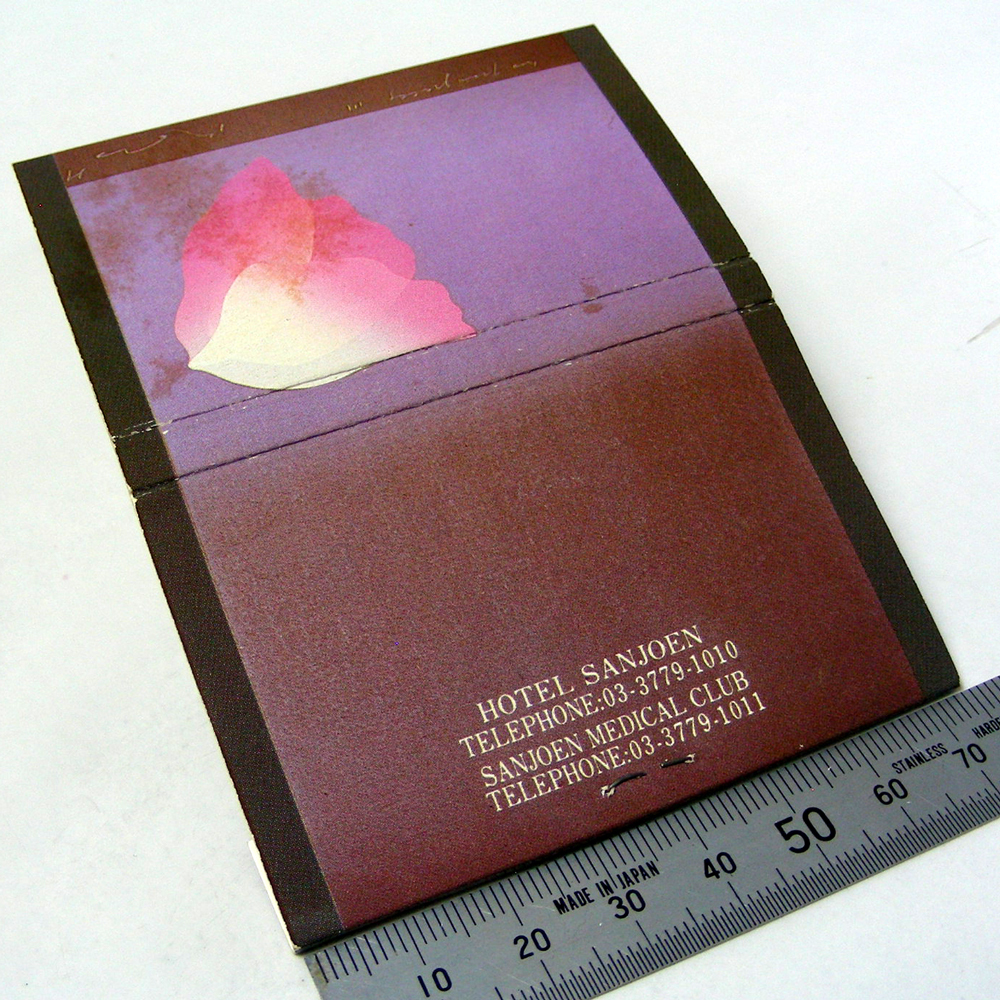 HOTEL SANJOEN
TELEPHONE:03-3779-1010
SANJOEN MEDICAL CLUB
TELEPHONE:03-3779-1011
STAINLESS HARD
MADE IN JAPAN
10 20 30 40 50 60 70